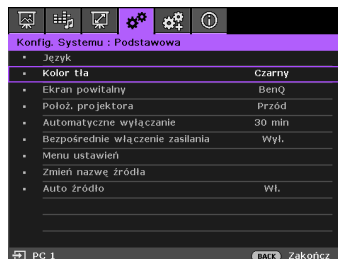 Konfig. Systemu : Podstawowa
Język
Kolor tła Czarny
Ekran powitalny BenQ
Położ. projektora Przód
Automatyczne wyłączanie 30 min
Bezpośrednie włączenie zasilania Wył.
Menu ustawień
Zmień nazwę źródła
Auto źródło Wł.
PC 1 BACK Zakończ